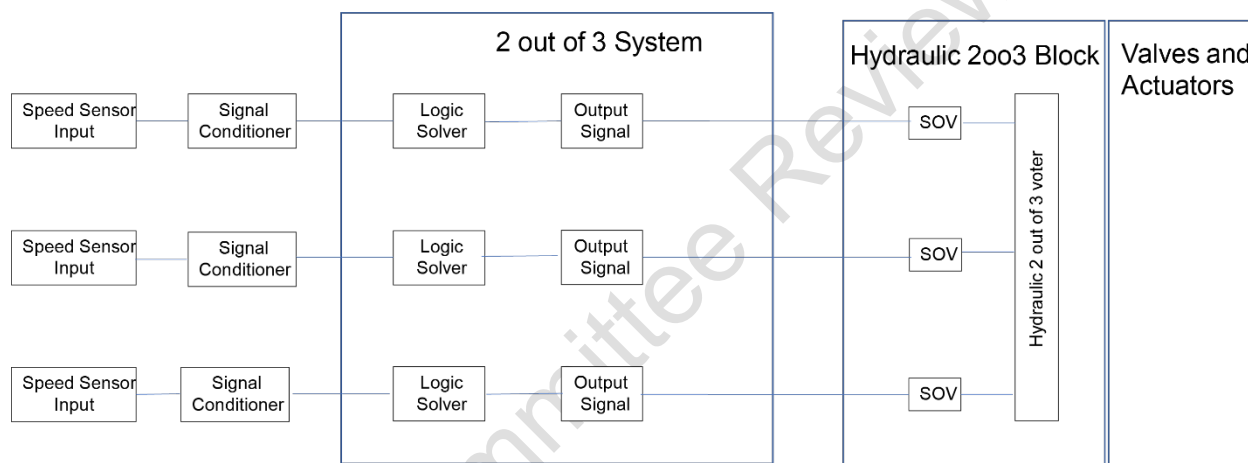 2 out of 3 System
Hydraulic 2oo3 Block
Valves and
Actuators
Speed Sensor
Input
Signal
Conditioner
Logic
Solver
Output
Signal
SOV
Speed Sensor
Input
Signal
Conditioner
Logic
Solver
Output
Signal
SOV
Speed Sensor
Input
Signal
Conditioner
Logic
Solver
Output
Signal
SOV
Hydraulic 2 out of 3 voter